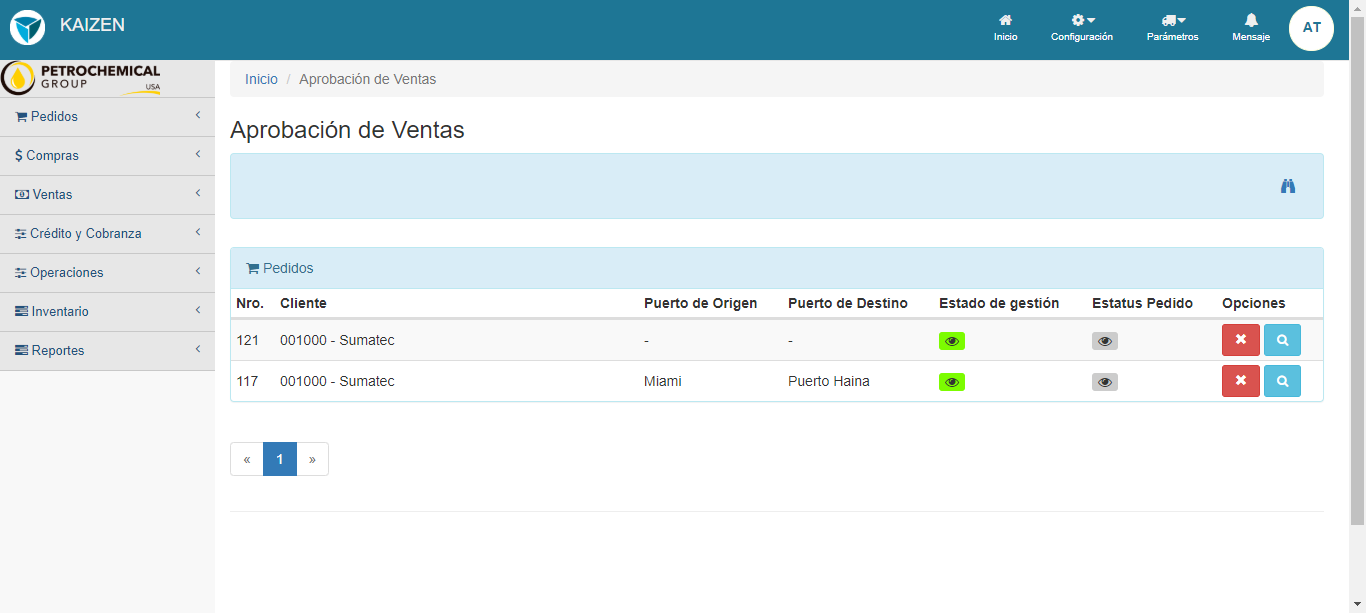 KAIZEN
Inicio
Configuración
Parámetros
Mensaje
AT
PETROCHEMICAL
GROUP
USA
Pedidos
Compras
Ventas
Crédito y Cobranza
Operaciones
Inventario
Reportes
Inicio / Aprobación de Ventas
Aprobación de Ventas
Pedidos
Nro. Cliente Puerto de Origen Puerto de Destino Estado de gestión Estatus Pedido Opciones
121 001000 - Sumatec - -
117 001000 - Sumatec Miami Puerto Haina
« 1 »